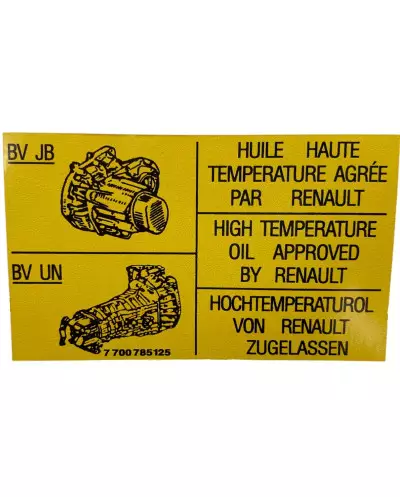 BV JB
BV UN
7 700 785 125
HUILE HAUTE
TEMPERATURE AGRÉE
PAR RENAULT
HIGH TEMPERATURE
OIL APPROVED
BY RENAULT
HOCHTEMPERATUROL
VON RENAULT
ZUGELASSEN